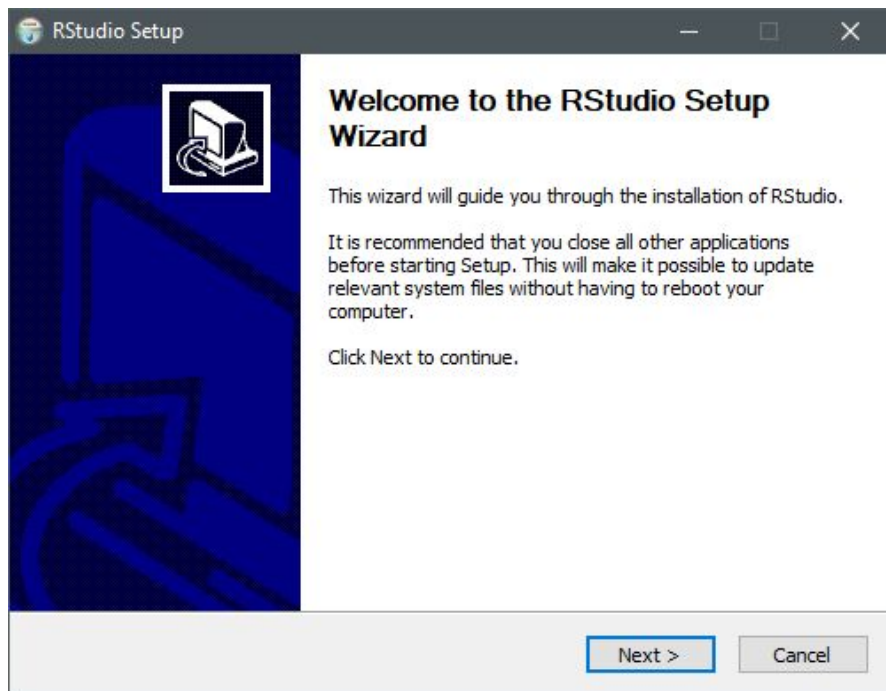 RStudio Setup
Welcome to the RStudio Setup
Wizard
This wizard will guide you through the installation of RStudio.
It is recommended that you close all other applications
before starting Setup. This will make it possible to update
relevant system files without having to reboot your
computer.
Click Next to continue.
Next >
Cancel